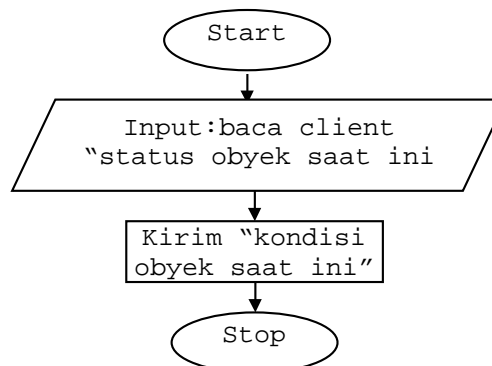 Start
Input:baca client
“status obyek saat ini
Kirim “kondisi
obyek saat ini”
Stop